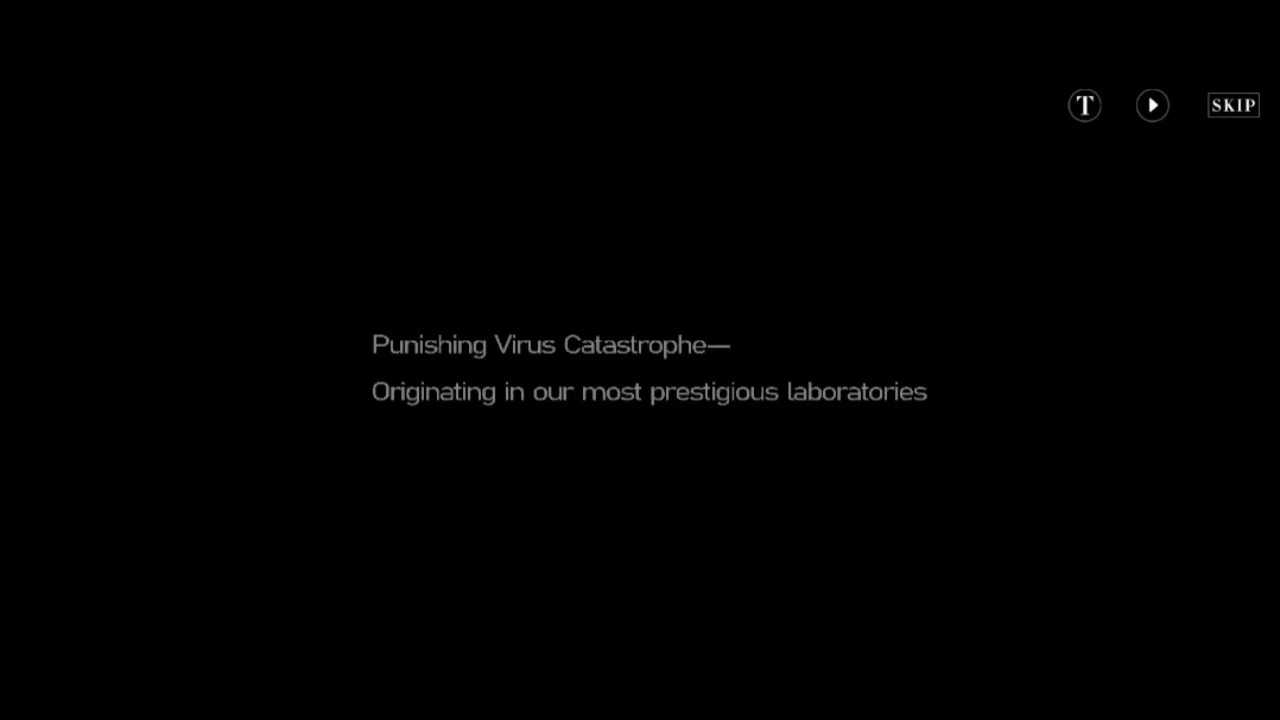 T
SKIP
Punishing Virus Catastrophe—
Originating in our most prestigious laboratories